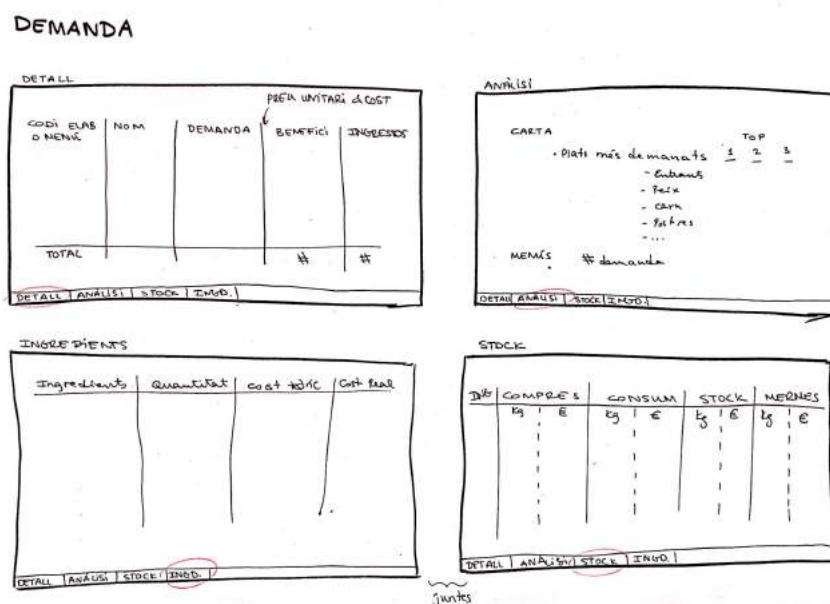 DEMANDA
DETALL
PREU UNITARI & COST
CODI ELAB
O MENÚ
NOM
DEMANDA
BENEFICI
INGRESSOS
TOTAL
#
#
DETALL ANÀLISI STOCK INGD.
ANÀLISI
CARTA
TOP
· Plats més demanats 1 2 3
- Entrants
- Peix
- Carn
- Postres
- ...
MENÚS # demanda
DETALL ANÀLISI STOCK INGD.
INGREDIENTS
Ingredients Quantitat Cost teòric Cost Real
DETALL ANÀLISI STOCK INGD.
STOCK
COMPRES CONSUM STOCK MERMES
kg € kg € kg € kg €
DETALL ANÀLISI STOCK INGD.
juntes